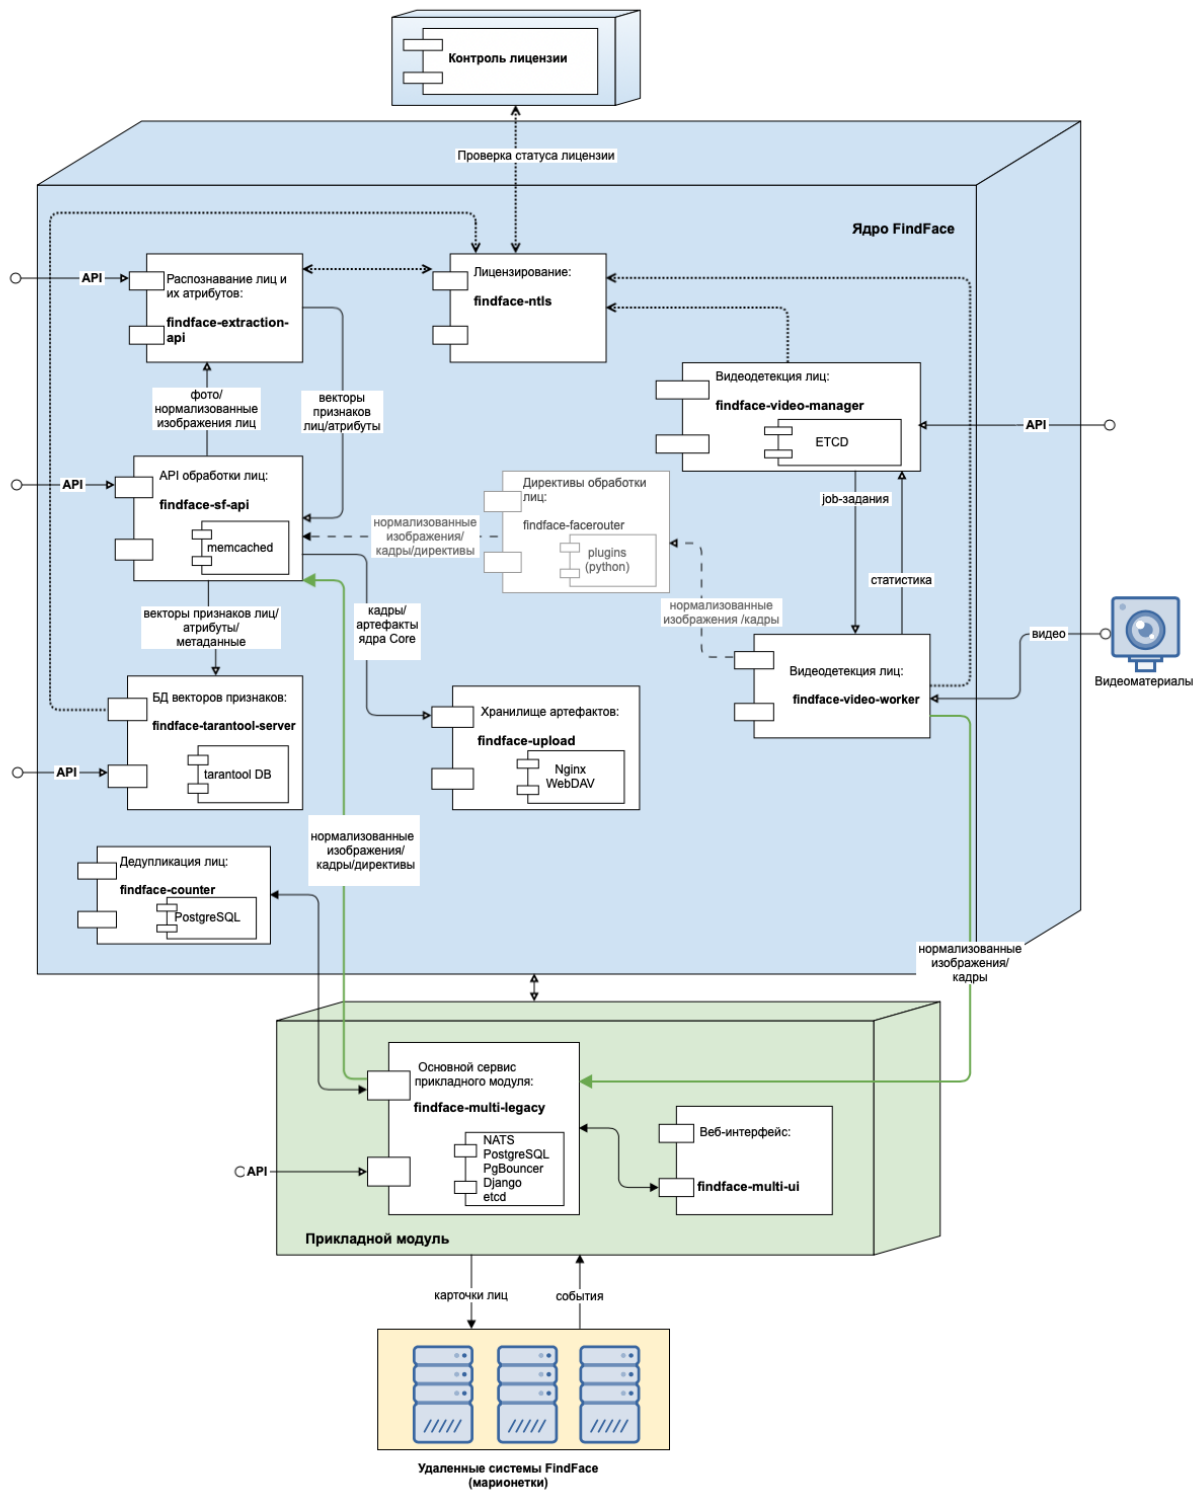 Контроль лицензии
Проверка статуса лицензии
Ядро FindFace
API
Распознавание лиц и
их атрибутов:
findface-extraction-
api
Лицензирование:
findface-ntls
фото/
нормализованные
изображения лиц
векторы
признаков
лиц/атрибуты
Видеодетекция лиц:
findface-video-manager
ETCD
API
API
API обработки лиц:
findface-sf-api
memcached
нормализованные
изображения/
кадры/директивы
Директивы обработки
лиц:
findface-facerouter
plugins
(python)
job-задания
статистика
нормализованные
изображения /кадры
векторы признаков лиц/
атрибуты/
метаданные
кадры/
артефакты
ядра Core
видео
Видеоматериалы
Видеодетекция лиц:
findface-video-worker
БД векторов признаков:
findface-tarantool-server
tarantool DB
API
Хранилище артефактов:
findface-upload
Nginx
WebDAV
нормализованные
изображения/
кадры/директивы
Дедупликация лиц:
findface-counter
PostgreSQL
нормализованные
изображения/
кадры
Основной сервис
прикладного модуля:
findface-multi-legacy
NATS
PostgreSQL
PgBouncer
Django
etcd
API
Веб-интерфейс:
findface-multi-ui
Прикладной модуль
карточки лиц
события
Удаленные системы FindFace
(марионетки)